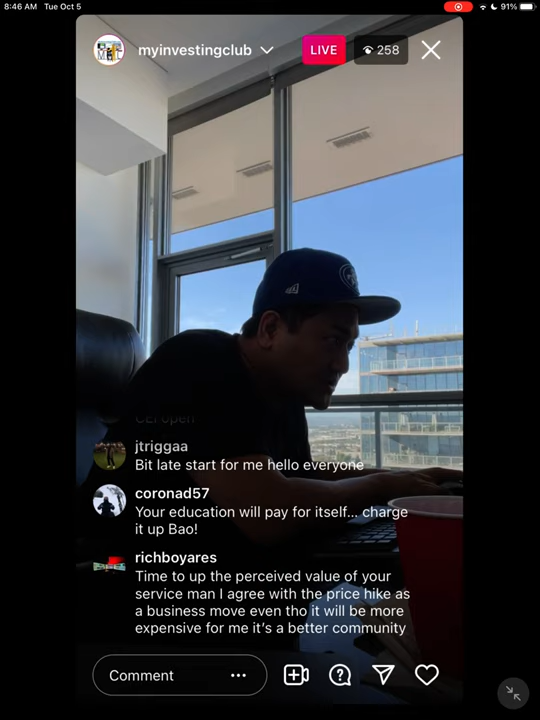 8:46 AM Tue Oct 5
91%
myinvestingclub
LIVE
258
CEI open
jtriggaa
Bit late start for me hello everyone
coronad57
Your education will pay for itself... charge
it up Bao!
richboyares
Time to up the perceived value of your
service man I agree with the price hike as
a business move even tho it will be more
expensive for me it's a better community
Comment